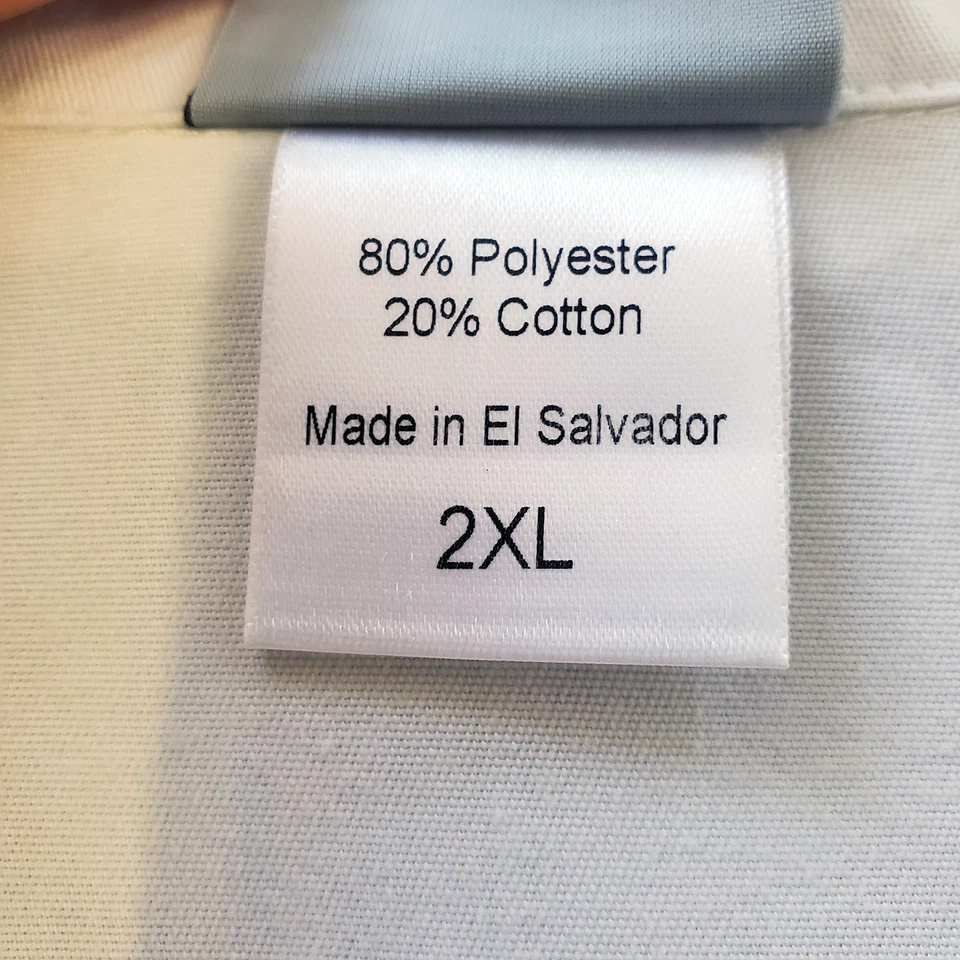 80% Polyester
20% Cotton
Made in El Salvador
2XL